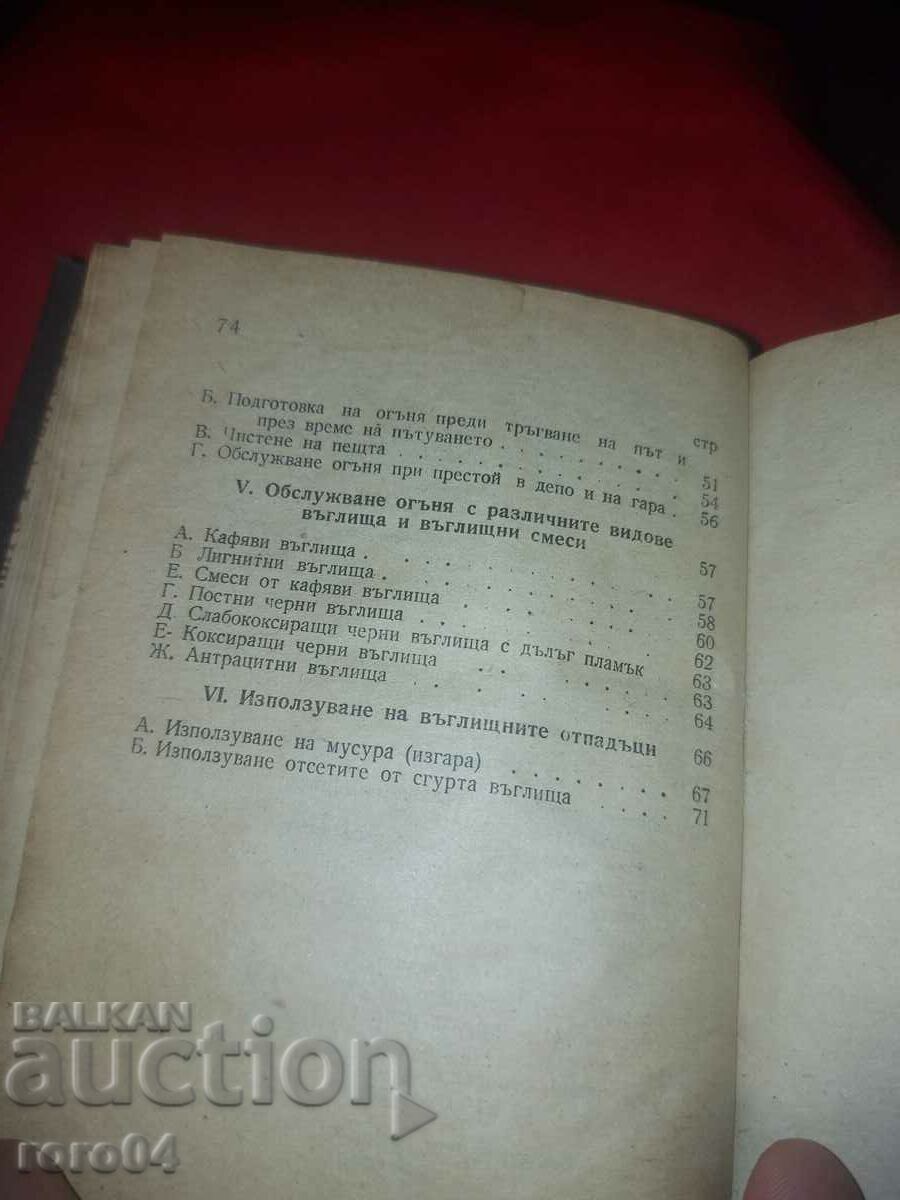 74
стр
Б. Подготовка на огъня преди тръгване на път и
през време на пътуването . . . . . . . . 51
В. Чистене на пещта . . . . . . . . . . 54
Г. Обслужване огъня при престой в депо и на гара . 56
V. Обслужване огъня с различните видове
въглища и въглищни смеси 57
А. Кафяви въглища . . . . . . . . . . 57
Б Лигнитни въглища . . . . . . . . . . 58
Е. Смеси от кафяви въглища . . . . . . . 60
Г. Постни черни въглища . . . . . . . . 62
Д Слабококсиращи черни въглища с дълъг пламък 63
Е- Коксиращи черни въглища . . . . . . . 63
Ж. Антрацитни въглища . . . . . . . . 64
VI. Използуване на въглищните отпадъци 66
А. Използуване на мусура (изгара) . . . . . . 67
Б. Използуване отсетите от сгурта въглища . . . . 71
BALKAN
auction
roro04